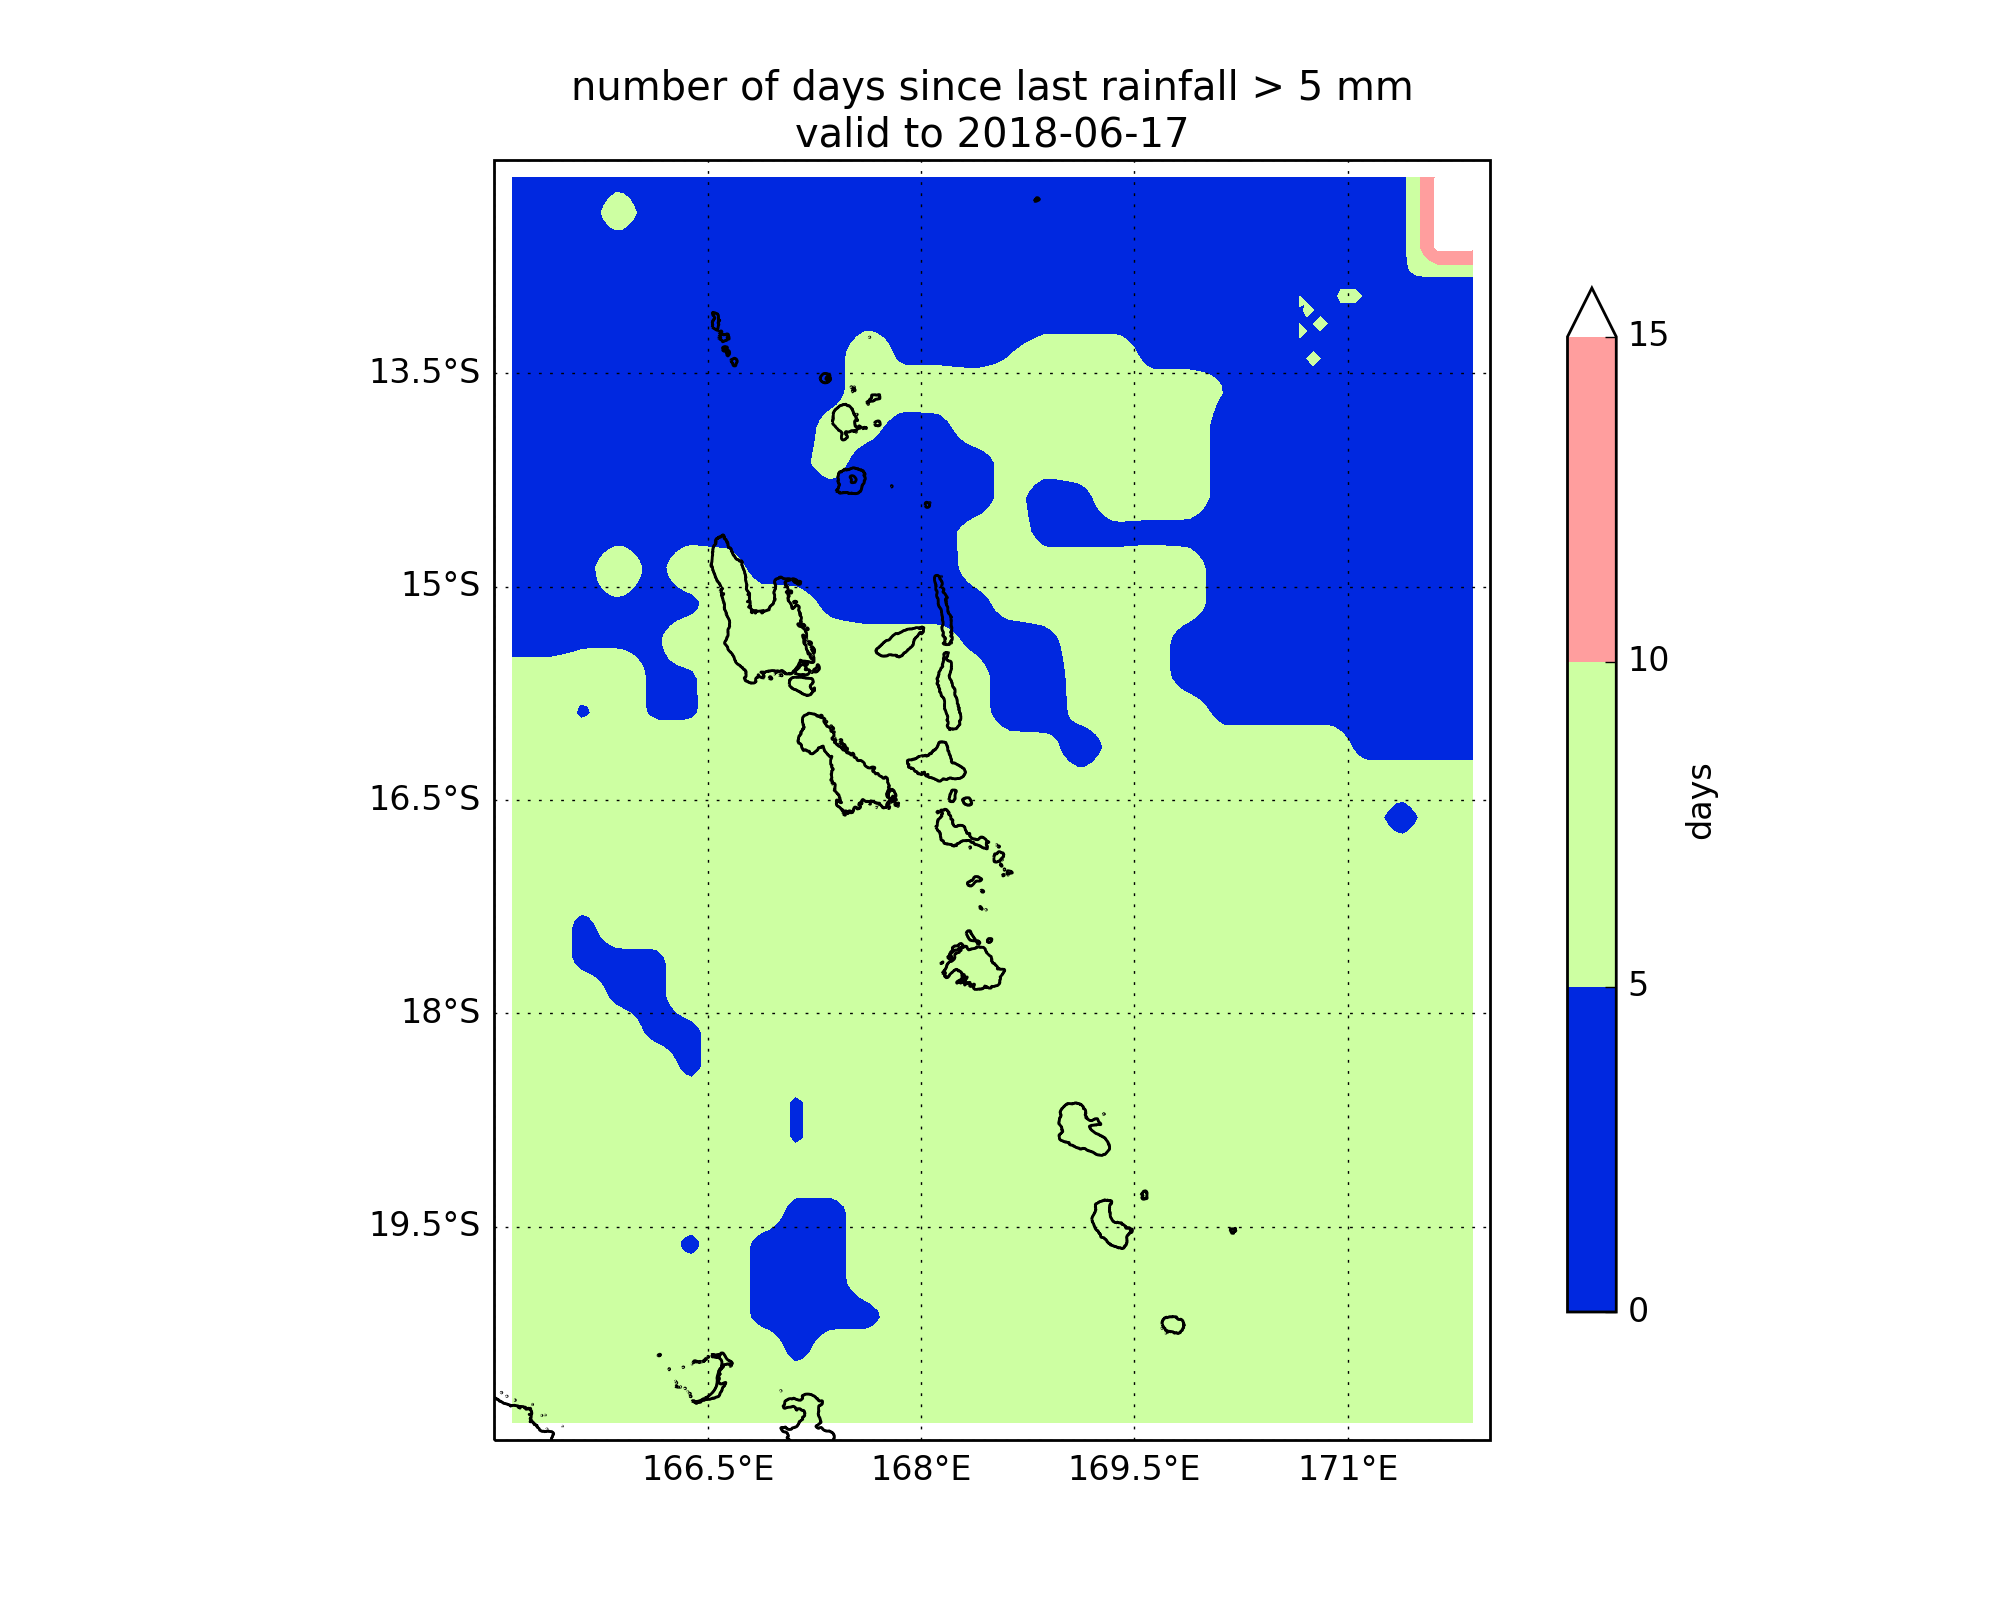 number of days since last rainfall > 5 mm
valid to 2018-06-17
13.5°S
15°S
16.5°S
18°S
19.5°S
166.5°E
168°E
169.5°E
171°E
15
10
5
0
days